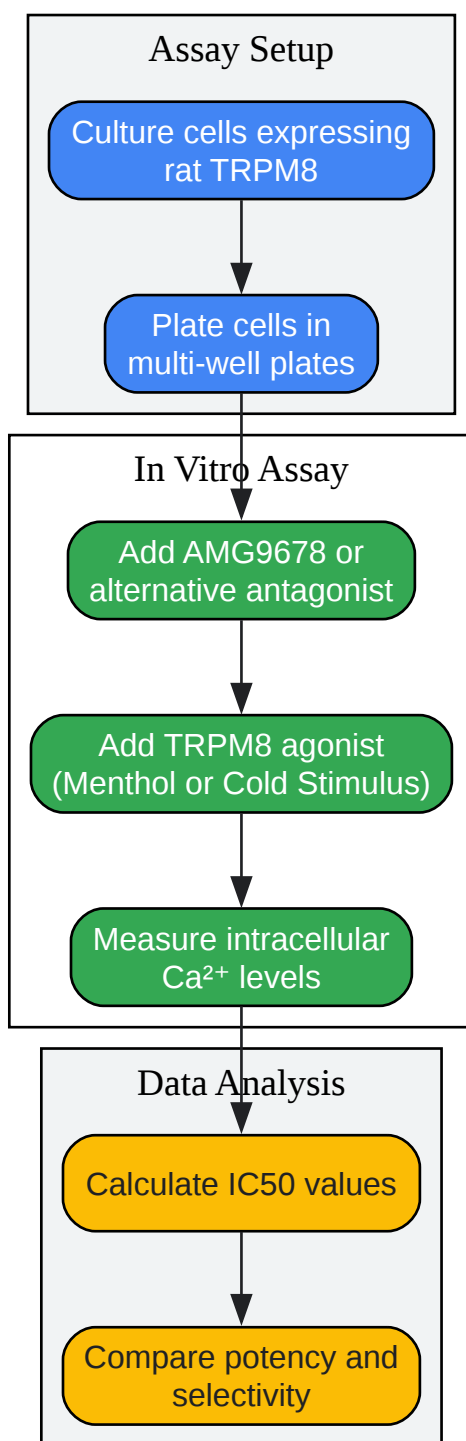 Assay Setup
Culture cells expressing
rat TRPM8
Plate cells in
multi-well plates
In Vitro Assay
Add AMG9678 or
alternative antagonist
Add TRPM8 agonist
(Menthol or Cold Stimulus)
Measure intracellular
Ca²⁺ levels
Data Analysis
Calculate IC50 values
Compare potency and
selectivity